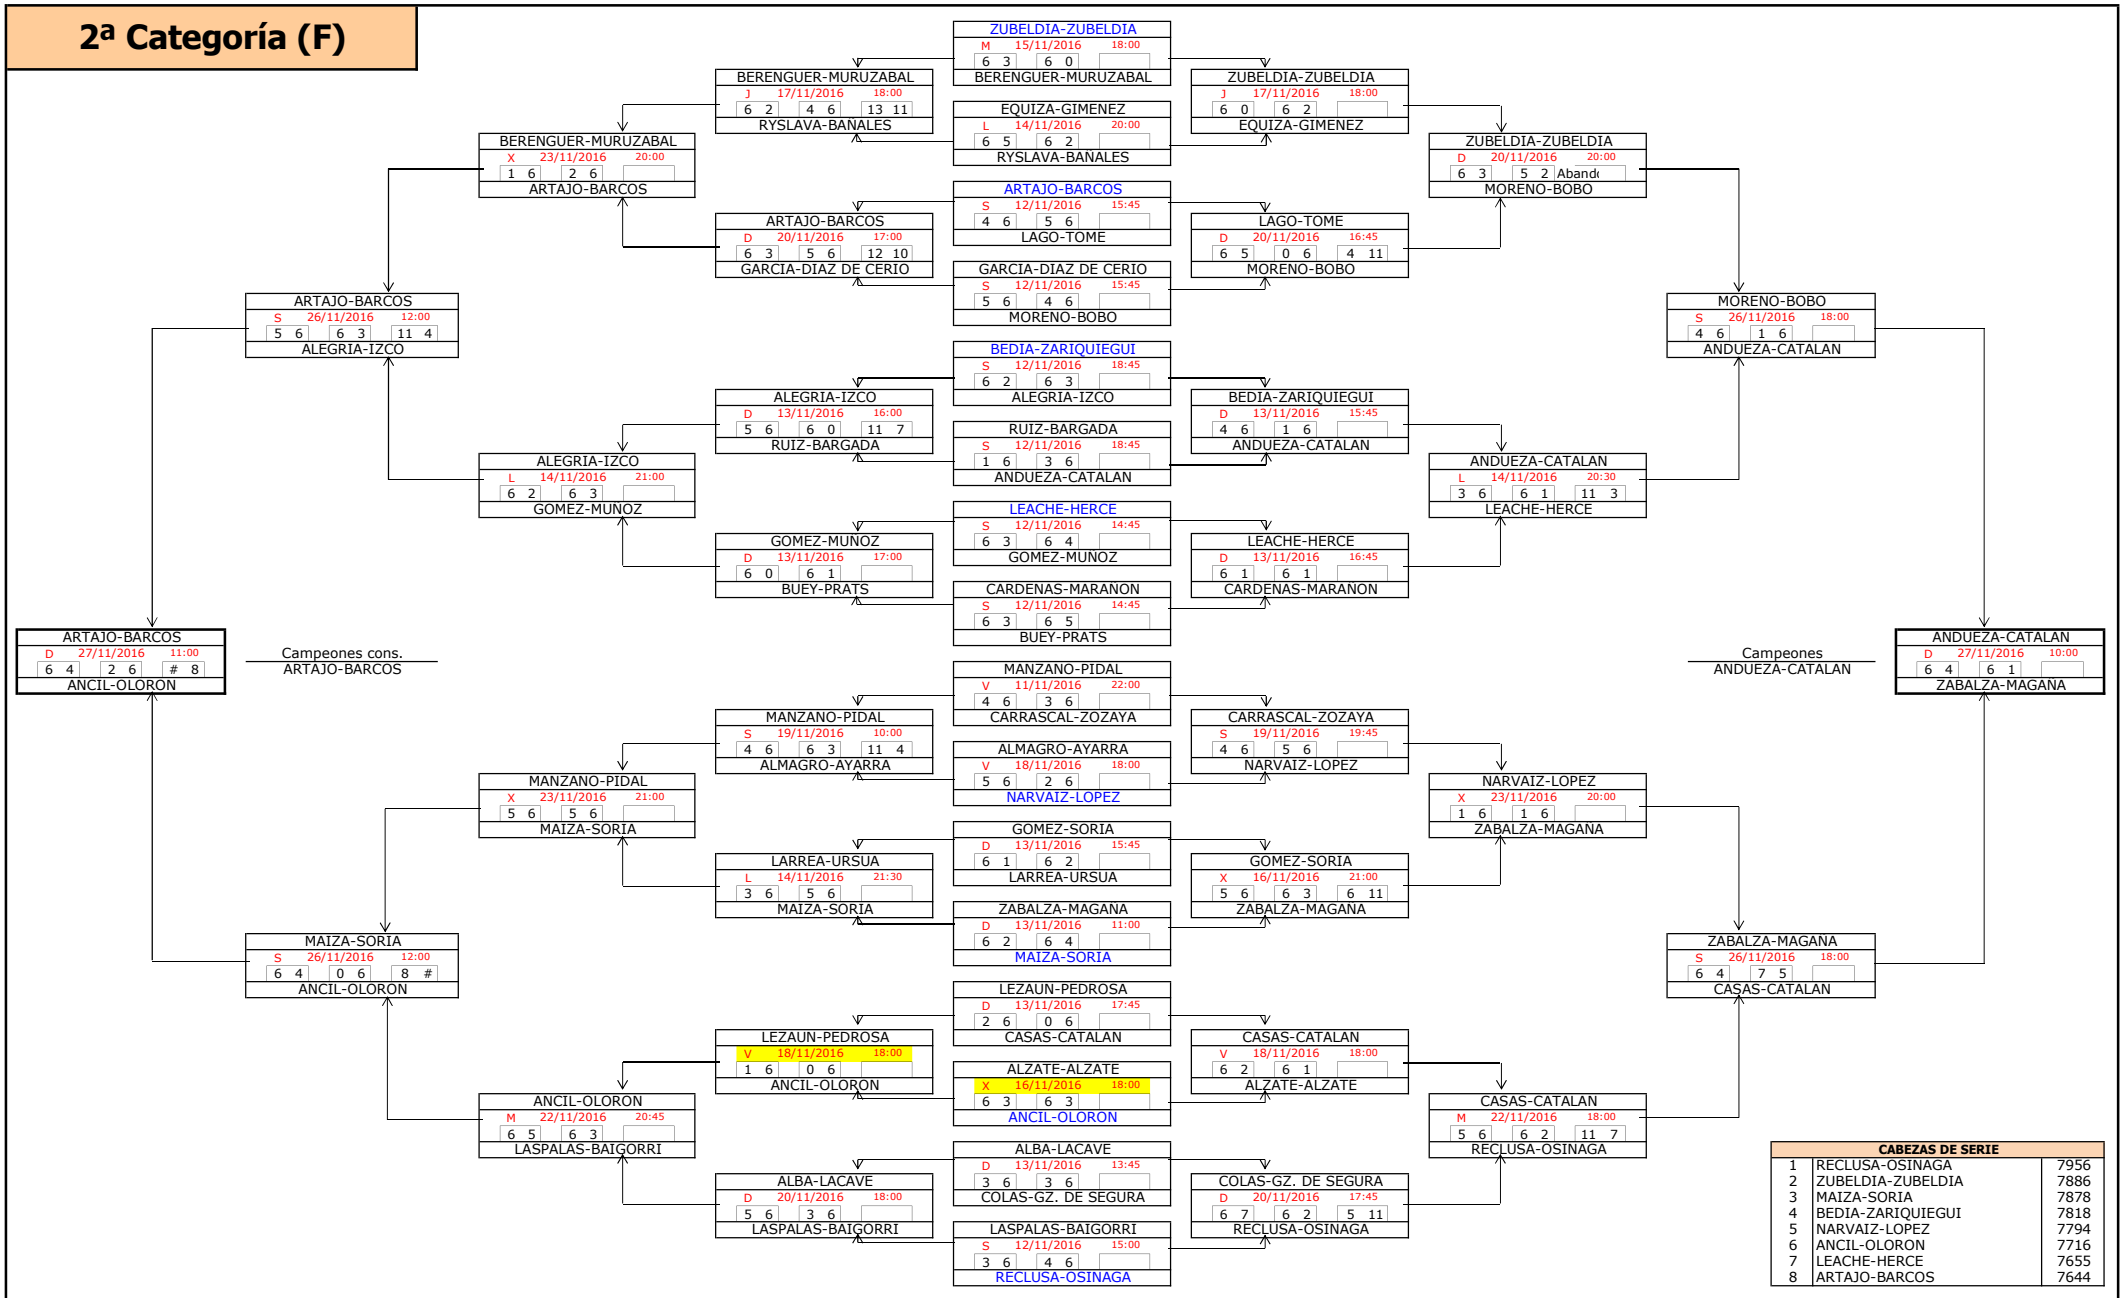 2ª Categoría (F)
ARTAJO-BARCOS
D 27/11/2016 11:00
6 4 2 6 # 8
ANCIL-OLORON
Campeones cons.
ARTAJO-BARCOS
ARTAJO-BARCOS
S 26/11/2016 12:00
5 6 6 3 11 4
ALEGRIA-IZCO
MAIZA-SORIA
S 26/11/2016 12:00
6 4 0 6 8 #
ANCIL-OLORON
BERENGUER-MURUZABAL
X 23/11/2016 20:00
1 6 2 6
ARTAJO-BARCOS
ALEGRIA-IZCO
L 14/11/2016 21:00
6 2 6 3
GOMEZ-MUÑOZ
MANZANO-PIDAL
X 23/11/2016 21:00
5 6 5 6
MAIZA-SORIA
ANCIL-OLORON
M 22/11/2016 20:45
6 5 6 3
LASPALAS-BAIGORRI
BERENGUER-MURUZABAL
J 17/11/2016 18:00
6 2 4 6 13 11
RYSLAVA-BAÑALES
ARTAJO-BARCOS
D 20/11/2016 17:00
6 3 5 6 12 10
GARCIA-DIAZ DE CERIO
ALEGRIA-IZCO
D 13/11/2016 16:00
5 6 6 0 11 7
RUIZ-BARGADA
GOMEZ-MUÑOZ
D 13/11/2016 17:00
6 0 6 1
BUEY-PRATS
MANZANO-PIDAL
S 19/11/2016 10:00
4 6 6 3 11 4
ALMAGRO-AYARRA
LARREA-URSUA
L 14/11/2016 21:30
3 6 5 6
MAIZA-SORIA
LEZAUN-PEDROSA
V 18/11/2016 18:00
1 6 0 6
ANCIL-OLORON
ALBA-LACAVE
D 20/11/2016 18:00
5 6 3 6
LASPALAS-BAIGORRI
ZUBELDIA-ZUBELDIA
M 15/11/2016 18:00
6 3 6 0
BERENGUER-MURUZABAL
EQUIZA-GIMENEZ
L 14/11/2016 20:00
6 5 6 2
RYSLAVA-BAÑALES
ARTAJO-BARCOS
S 12/11/2016 15:45
4 6 5 6
LAGO-TOME
GARCIA-DIAZ DE CERIO
S 12/11/2016 15:45
5 6 4 6
MORENO-BOBO
BEDIA-ZARIQUIEGUI
S 12/11/2016 18:45
6 2 6 3
ALEGRIA-IZCO
RUIZ-BARGADA
S 12/11/2016 18:45
1 6 3 6
ANDUEZA-CATALAN
LEACHE-HERCE
S 12/11/2016 14:45
6 3 6 4
GOMEZ-MUÑOZ
CARDENAS-MARAÑON
S 12/11/2016 14:45
6 3 6 5
BUEY-PRATS
MANZANO-PIDAL
V 11/11/2016 22:00
4 6 3 6
CARRASCAL-ZOZAYA
ALMAGRO-AYARRA
V 18/11/2016 18:00
5 6 2 6
NARVAIZ-LOPEZ
GOMEZ-SORIA
D 13/11/2016 15:45
6 1 6 2
LARREA-URSUA
ZABALZA-MAGAÑA
D 13/11/2016 11:00
6 2 6 4
MAIZA-SORIA
LEZAUN-PEDROSA
D 13/11/2016 17:45
2 6 0 6
CASAS-CATALAN
ALZATE-ALZATE
X 16/11/2016 18:00
6 3 6 3
ANCIL-OLORON
ALBA-LACAVE
D 13/11/2016 13:45
3 6 3 6
COLAS-GZ. DE SEGURA
LASPALAS-BAIGORRI
S 12/11/2016 15:00
3 6 4 6
RECLUSA-OSINAGA
ZUBELDIA-ZUBELDIA
J 17/11/2016 18:00
6 0 6 2
EQUIZA-GIMENEZ
LAGO-TOME
D 20/11/2016 16:45
6 5 0 6 4 11
MORENO-BOBO
BEDIA-ZARIQUIEGUI
D 13/11/2016 15:45
4 6 1 6
ANDUEZA-CATALAN
LEACHE-HERCE
D 13/11/2016 16:45
6 1 6 1
CARDENAS-MARAÑON
CARRASCAL-ZOZAYA
S 19/11/2016 19:45
4 6 5 6
NARVAIZ-LOPEZ
GOMEZ-SORIA
X 16/11/2016 21:00
5 6 6 3 6 11
ZABALZA-MAGAÑA
CASAS-CATALAN
V 18/11/2016 18:00
6 2 6 1
ALZATE-ALZATE
COLAS-GZ. DE SEGURA
D 20/11/2016 17:45
6 7 6 2 5 11
RECLUSA-OSINAGA
ZUBELDIA-ZUBELDIA
D 20/11/2016 20:00
6 3 5 2 Aband
MORENO-BOBO
ANDUEZA-CATALAN
L 14/11/2016 20:30
3 6 6 1 11 3
LEACHE-HERCE
NARVAIZ-LOPEZ
X 23/11/2016 20:00
1 6 1 6
ZABALZA-MAGAÑA
CASAS-CATALAN
M 22/11/2016 18:00
5 6 6 2 11 7
RECLUSA-OSINAGA
MORENO-BOBO
S 26/11/2016 18:00
4 6 1 6
ANDUEZA-CATALAN
ZABALZA-MAGAÑA
S 26/11/2016 18:00
6 4 7 5
CASAS-CATALAN
Campeones
ANDUEZA-CATALAN
ANDUEZA-CATALAN
D 27/11/2016 10:00
6 4 6 1
ZABALZA-MAGAÑA
CABEZAS DE SERIE
1 RECLUSA-OSINAGA 7956
2 ZUBELDIA-ZUBELDIA 7886
3 MAIZA-SORIA 7878
4 BEDIA-ZARIQUIEGUI 7818
5 NARVAIZ-LOPEZ 7794
6 ANCIL-OLORON 7716
7 LEACHE-HERCE 7655
8 ARTAJO-BARCOS 7644